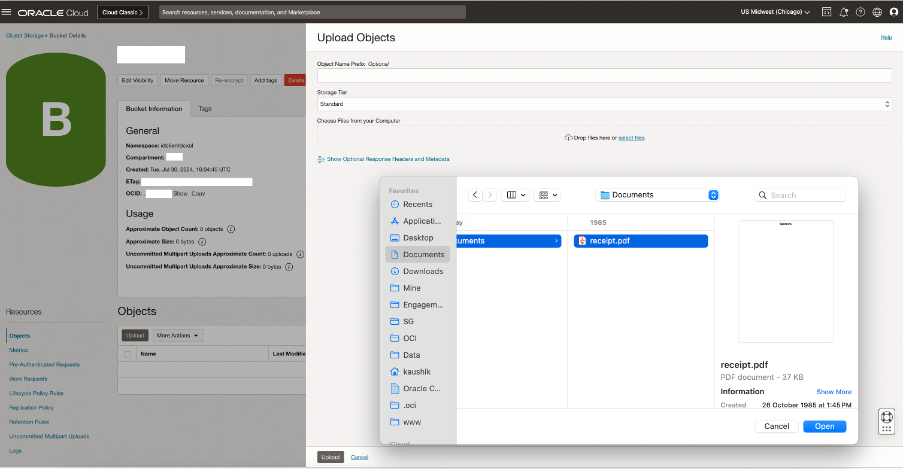 ORACLE Cloud
Cloud Classic >
Search resources, services, documentation, and Marketplace
US Midwest (Chicago)
Object Storage » Bucket Details
B
Edit Visibility
Move Resource
Re-encrypt
Add tags
Delete
Bucket Information
Tags
General
Namespace:
Compartment:
Created: Tue, Jul 30, 2024, 16:04:45 UTC
ETag:
OCID:
Show
Copy
Usage
Approximate Object Count: 0 objects
Approximate Size: 0 bytes
Uncommitted Multipart Uploads Approximate Count: 0 uploads
Uncommitted Multipart Uploads Approximate Size: 0 bytes
Resources
Objects
Metrics
Pre-Authenticated Requests
Work Requests
Lifecycle Policy Rules
Replication Policy
Retention Rules
Uncommitted Multipart Uploads
Logs
Objects
Upload
More Actions
Name
Last Modifie
Upload Objects
Help
Object Name Prefix Optional
Storage Tier
Standard
Choose Files from your Computer
Drop files here or select files
Show Optional Response Headers and Metadata
Favorites
Recents
Applicati...
Desktop
Documents
Downloads
Mine
Engagem...
SG
OCI
Data
kaushik
Oracle C...
.oci
www
iCloud
Documents
Search
ay
1985
cuments
receipt.pdf
receipt.pdf
PDF document - 37 KB
Information
Show More
Created
26 October 1985 at 1:45 PM
Cancel
Open
Upload
Cancel